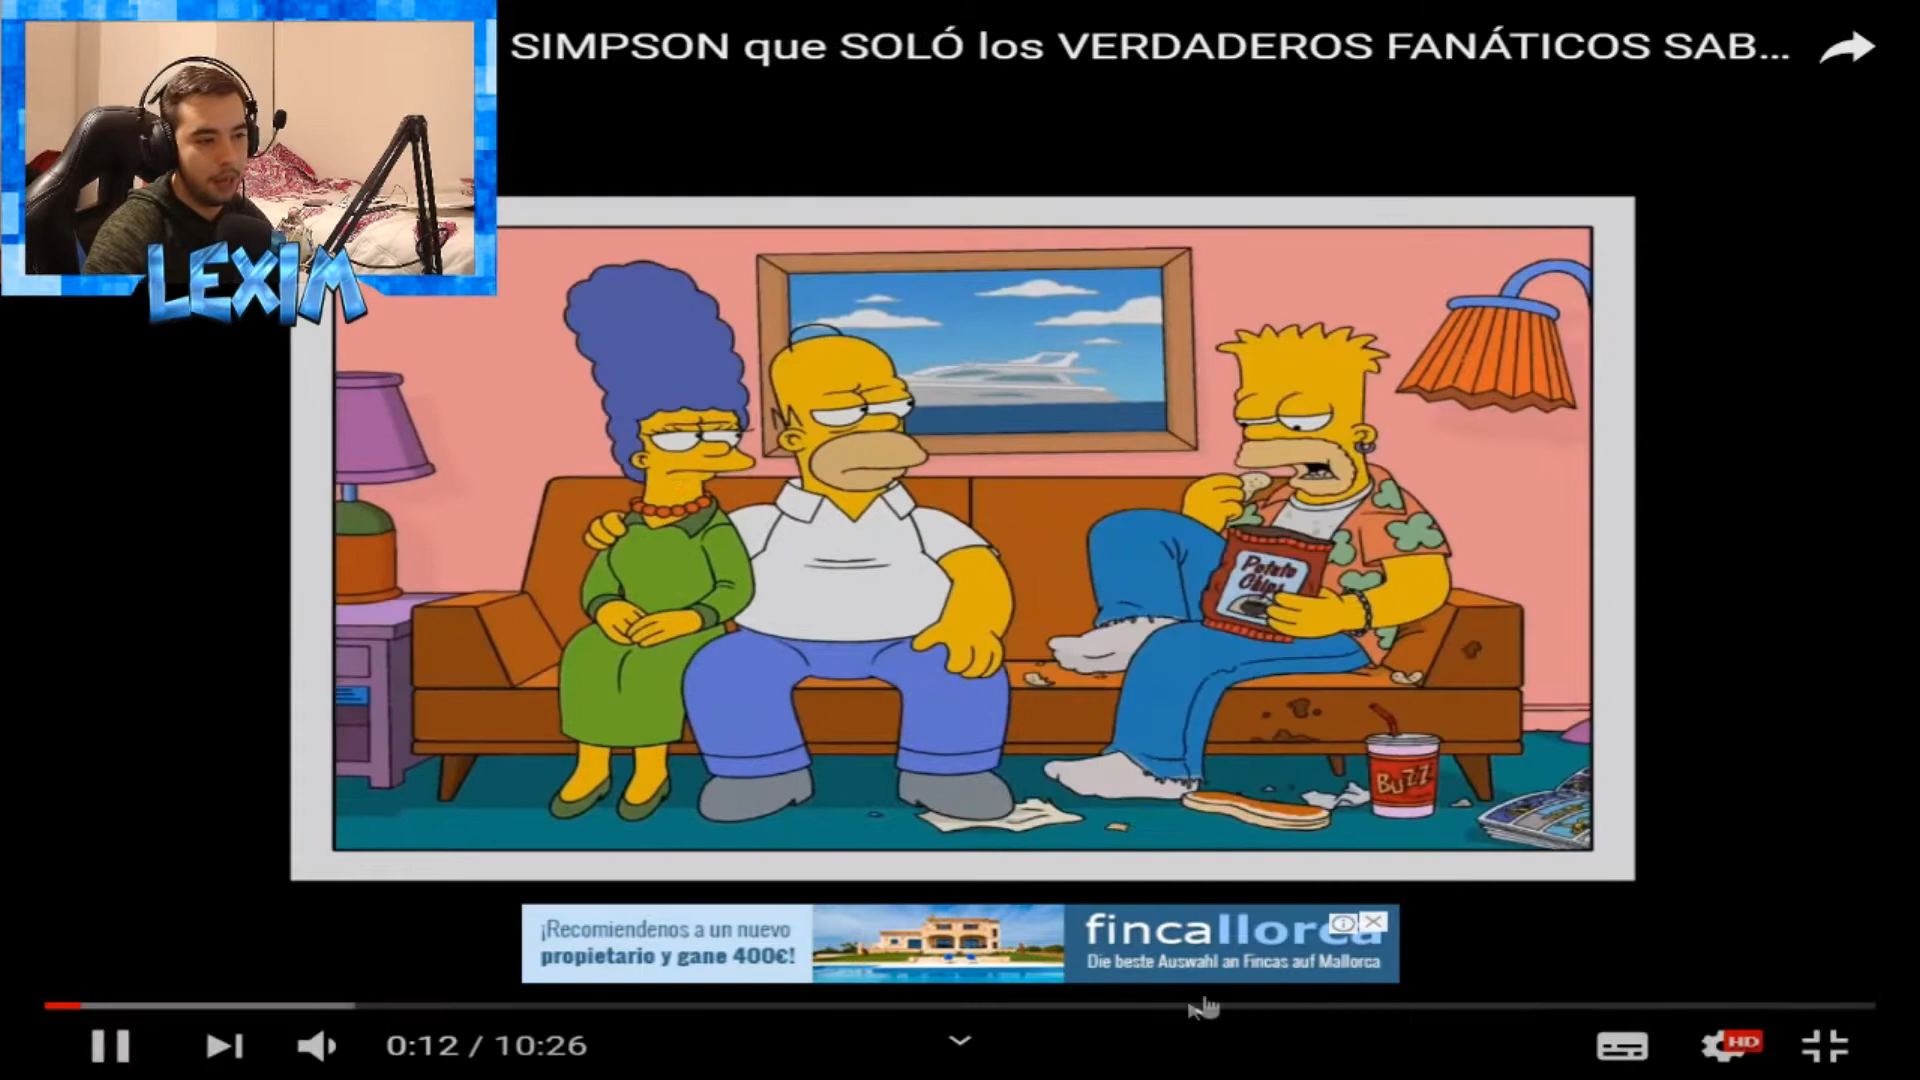 SIMPSON que SOLÓ los VERDADEROS FANÁTICOS SAB...
LEXIM
Potato
Chips
BUZZ
¡Recomiendenos a un nuevo
propietario y gane 400€!
fincallorca
Die beste Auswahl an Fincas auf Mallorca
0:12 / 10:26
HD